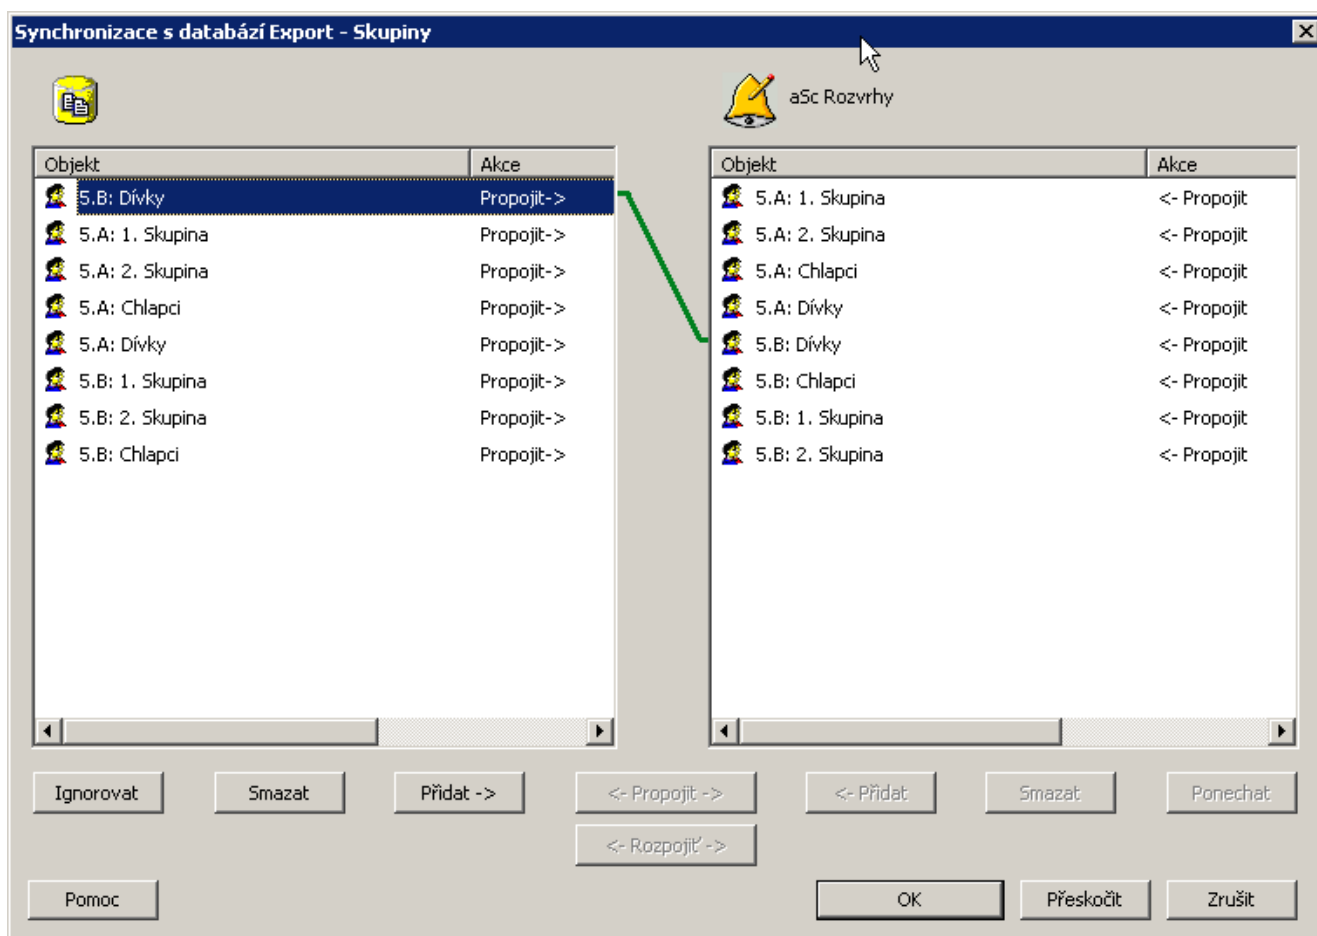 Synchronizace s databází Export - Skupiny
aSc Rozvrhy
Objekt Akce
5.B: Dívky Propojit->
5.A: 1. Skupina Propojit->
5.A: 2. Skupina Propojit->
5.A: Chlapci Propojit->
5.A: Dívky Propojit->
5.B: 1. Skupina Propojit->
5.B: 2. Skupina Propojit->
5.B: Chlapci Propojit->
Objekt Akce
5.A: 1. Skupina <- Propojit
5.A: 2. Skupina <- Propojit
5.A: Chlapci <- Propojit
5.A: Dívky <- Propojit
5.B: Dívky <- Propojit
5.B: Chlapci <- Propojit
5.B: 1. Skupina <- Propojit
5.B: 2. Skupina <- Propojit
Ignorovat Smazat Přidat -> <- Propojit -> <- Přidat Smazat Ponechat
<- Rozpojiť ->
Pomoc OK Přeskočit Zrušit